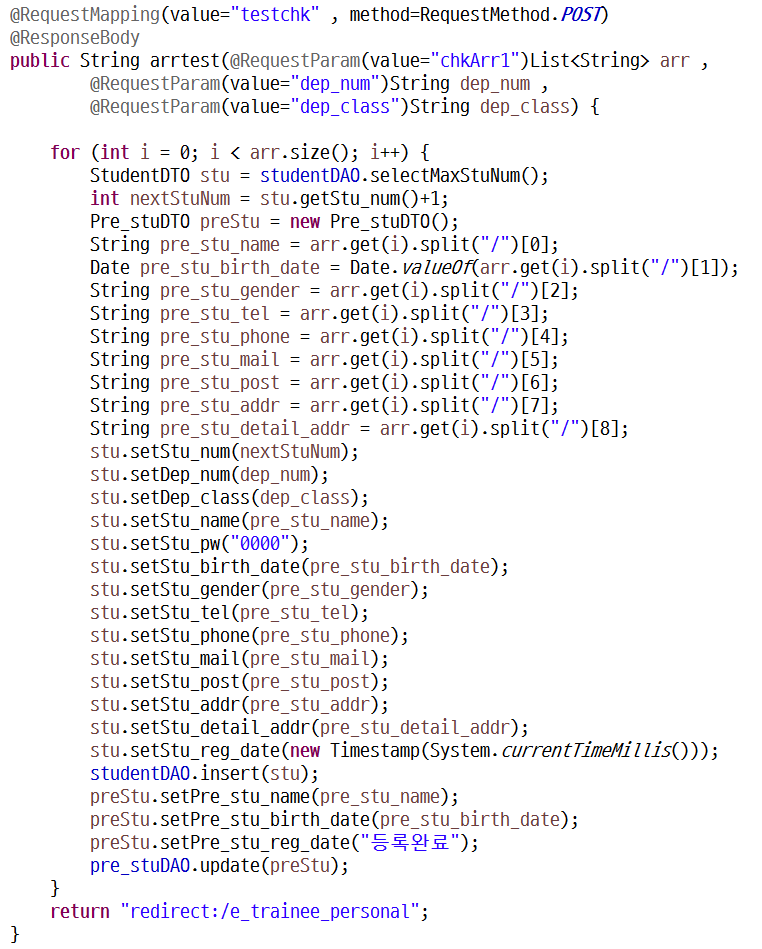 @RequestMapping(value="testchk" , method=RequestMethod.POST)
@ResponseBody
public String arrtest(@RequestParam(value="chkArr1")List<String> arr ,
        @RequestParam(value="dep_num")String dep_num ,
        @RequestParam(value="dep_class")String dep_class) {

    for (int i = 0; i < arr.size(); i++) {
        StudentDTO stu = studentDAO.selectMaxStuNum();
        int nextStuNum = stu.getStu_num()+1;
        Pre_stuDTO preStu = new Pre_stuDTO();
        String pre_stu_name = arr.get(i).split("/")[0];
        Date pre_stu_birth_date = Date.valueOf(arr.get(i).split("/")[1]);
        String pre_stu_gender = arr.get(i).split("/")[2];
        String pre_stu_tel = arr.get(i).split("/")[3];
        String pre_stu_phone = arr.get(i).split("/")[4];
        String pre_stu_mail = arr.get(i).split("/")[5];
        String pre_stu_post = arr.get(i).split("/")[6];
        String pre_stu_addr = arr.get(i).split("/")[7];
        String pre_stu_detail_addr = arr.get(i).split("/")[8];
        stu.setStu_num(nextStuNum);
        stu.setDep_num(dep_num);
        stu.setDep_class(dep_class);
        stu.setStu_name(pre_stu_name);
        stu.setStu_pw("0000");
        stu.setStu_birth_date(pre_stu_birth_date);
        stu.setStu_gender(pre_stu_gender);
        stu.setStu_tel(pre_stu_tel);
        stu.setStu_phone(pre_stu_phone);
        stu.setStu_mail(pre_stu_mail);
        stu.setStu_post(pre_stu_post);
        stu.setStu_addr(pre_stu_addr);
        stu.setStu_detail_addr(pre_stu_detail_addr);
        stu.setStu_reg_date(new Timestamp(System.currentTimeMillis()));
        studentDAO.insert(stu);
        preStu.setPre_stu_name(pre_stu_name);
        preStu.setPre_stu_birth_date(pre_stu_birth_date);
        preStu.setPre_stu_reg_date("등록완료");
        pre_stuDAO.update(preStu);
    }
    return "redirect:/e_trainee_personal";
}